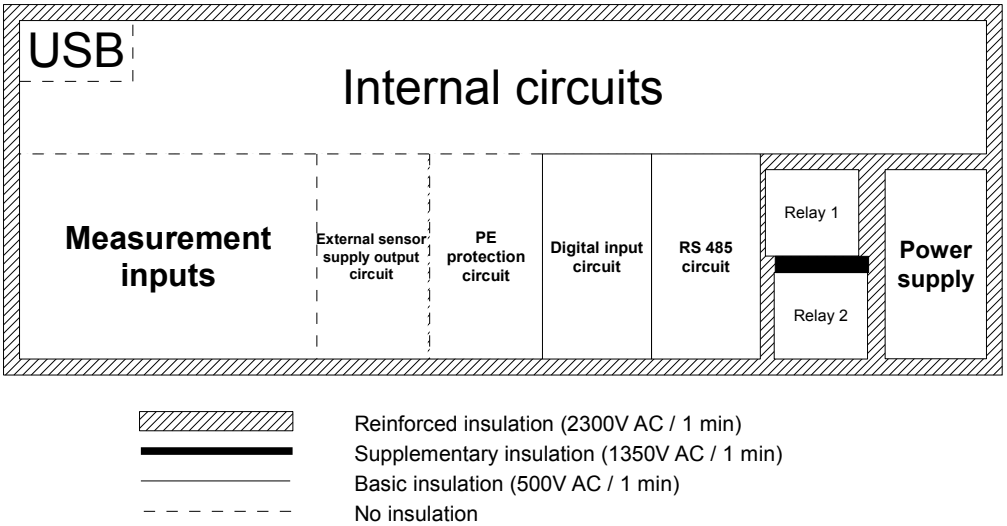 USB
Internal circuits
Measurement
inputs
External sensor
supply output
circuit
PE
protection
circuit
Digital input
circuit
RS 485
circuit
Relay 1
Relay 2
Power
supply
Reinforced insulation (2300V AC / 1 min)
Supplementary insulation (1350V AC / 1 min)
Basic insulation (500V AC / 1 min)
No insulation